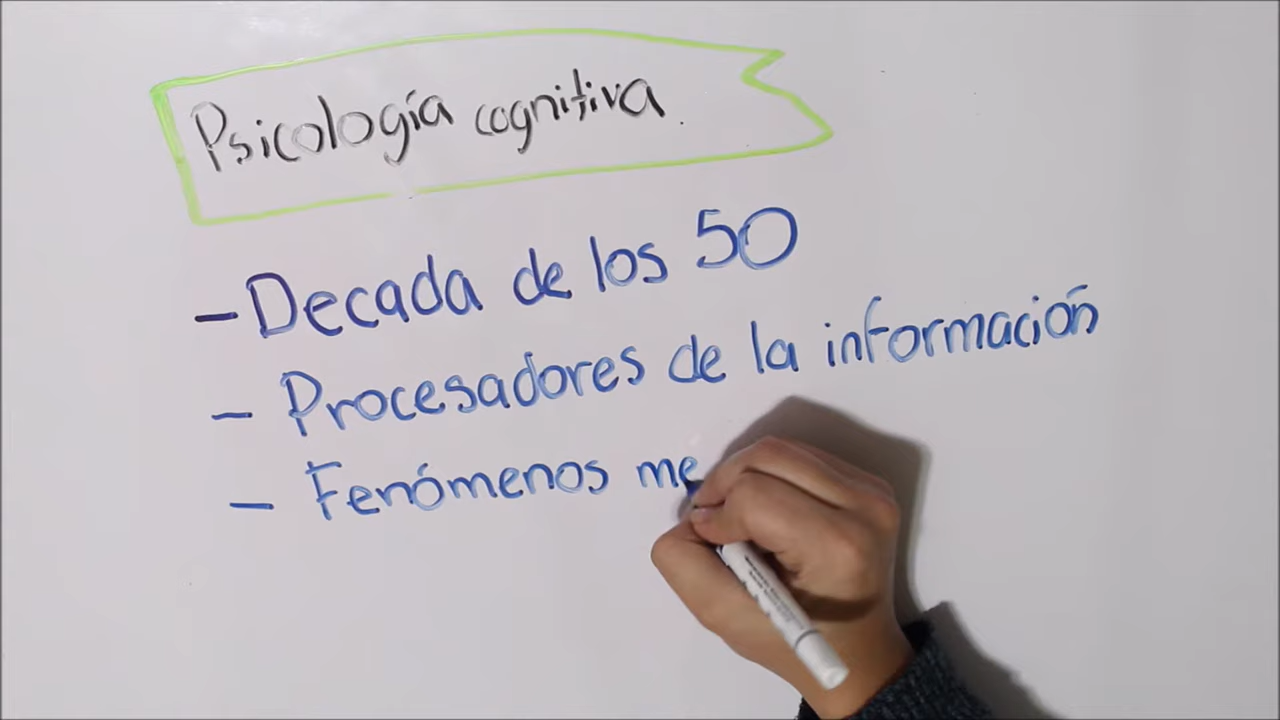 Psicología cognitiva
- Decada de los 50
- Procesadores de la información
- Fenómenos me